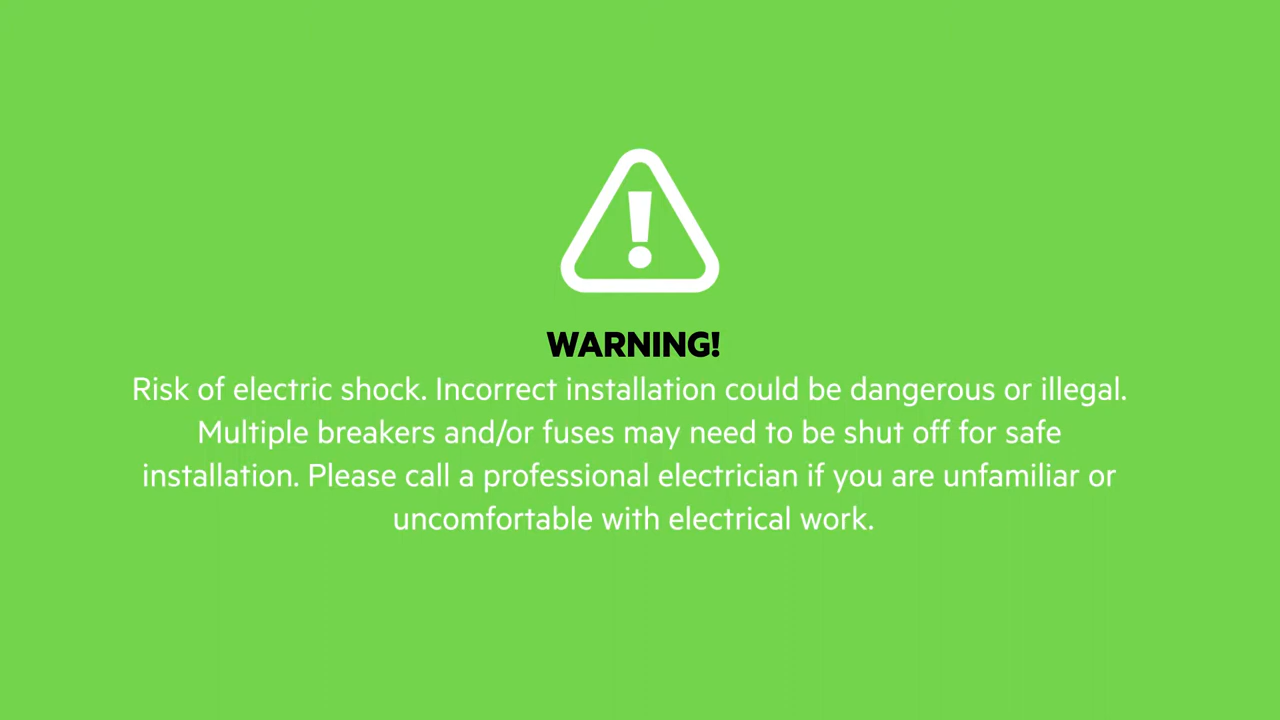 WARNING!
Risk of electric shock. Incorrect installation could be dangerous or illegal.
Multiple breakers and/or fuses may need to be shut off for safe
installation. Please call a professional electrician if you are unfamiliar or
uncomfortable with electrical work.